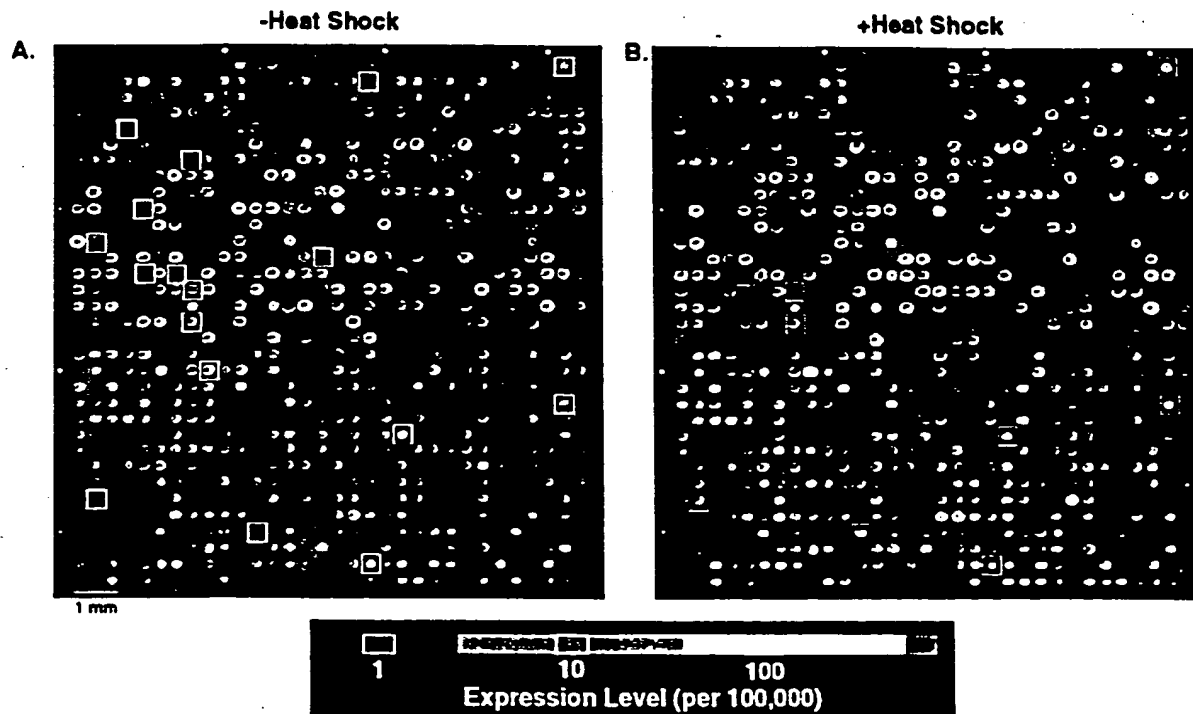 -Heat Shock
+Heat Shock
A.
B.
1 mm
1
10
100
Expression Level (per 100,000)